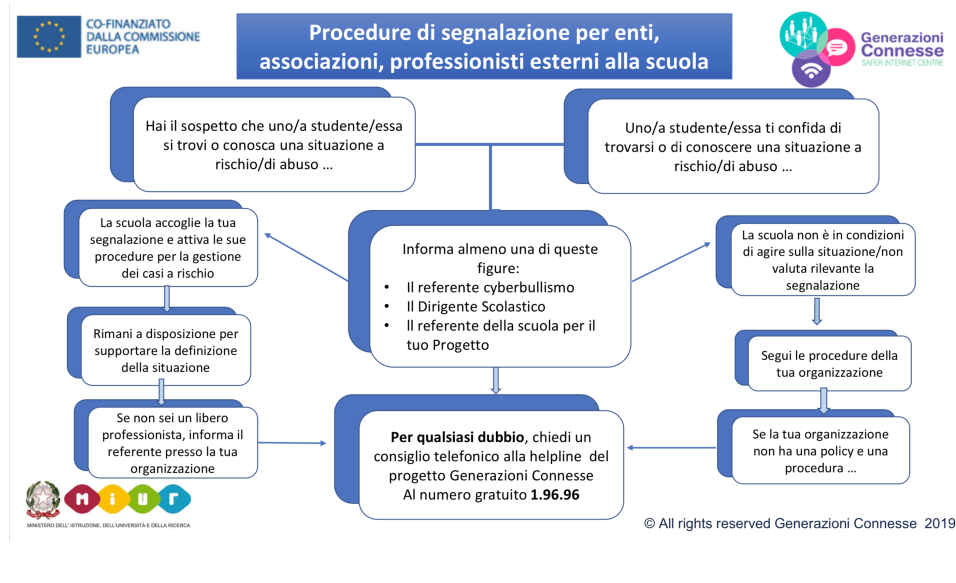 CO-FINANZIATO
DALLA COMMISSIONE
EUROPEA
Procedure di segnalazione per enti,
associazioni, professionisti esterni alla scuola
Generazioni
Connesse
SAFER INTERNET CENTRE
Hai il sospetto che uno/a studente/essa
si trovi o conosca una situazione a
rischio/di abuso …
Uno/a studente/essa ti confida di
trovarsi o di conoscere una situazione a
rischio/di abuso …
La scuola accoglie la tua
segnalazione e attiva le sue
procedure per la gestione
dei casi a rischio
Informa almeno una di queste
figure:
• Il referente cyberbullismo
• Il Dirigente Scolastico
• Il referente della scuola per il
tuo Progetto
La scuola non è in condizioni
di agire sulla situazione/non
valuta rilevante la
segnalazione
Rimani a disposizione per
supportare la definizione
della situazione
Segui le procedure della
tua organizzazione
Se non sei un libero
professionista, informa il
referente presso la tua
organizzazione
Per qualsiasi dubbio, chiedi un
consiglio telefonico alla helpline del
progetto Generazioni Connesse
Al numero gratuito 1.96.96
Se la tua organizzazione
non ha una policy e una
procedura …
miur
MINISTERO DELL' ISTRUZIONE, DELL'UNIVERSITÀ E DELLA RICERCA
© All rights reserved Generazioni Connesse 2019